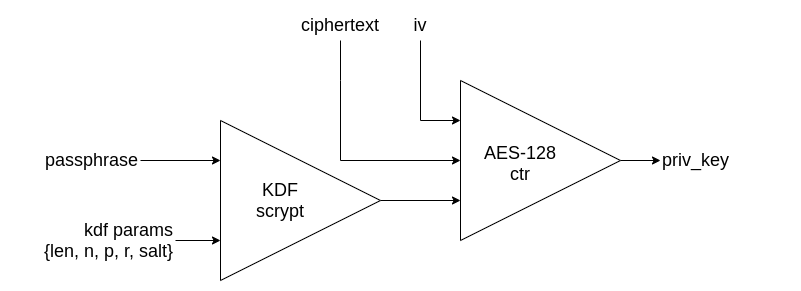 ciphertext
iv
passphrase
kdf params
{len, n, p, r, salt}
KDF
scrypt
AES-128
ctr
priv_key